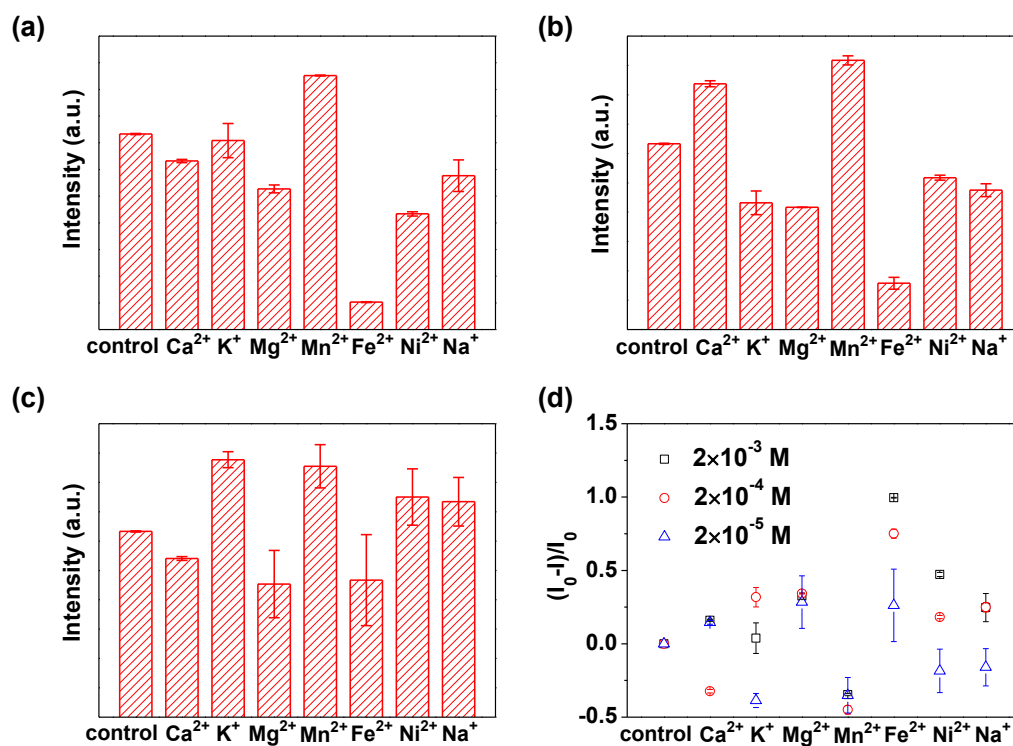 (a)
Intensity (a.u.)
control Ca²⁺ K⁺ Mg²⁺ Mn²⁺ Fe²⁺ Ni²⁺ Na⁺
(b)
Intensity (a.u.)
control Ca²⁺ K⁺ Mg²⁺ Mn²⁺ Fe²⁺ Ni²⁺ Na⁺
(c)
Intensity (a.u.)
control Ca²⁺ K⁺ Mg²⁺ Mn²⁺ Fe²⁺ Ni²⁺ Na⁺
(d)
(I₀-I)/I₀
1.5
1.0
0.5
0.0
-0.5
2×10⁻³ M
2×10⁻⁴ M
2×10⁻⁵ M
control Ca²⁺ K⁺ Mg²⁺ Mn²⁺ Fe²⁺ Ni²⁺ Na⁺